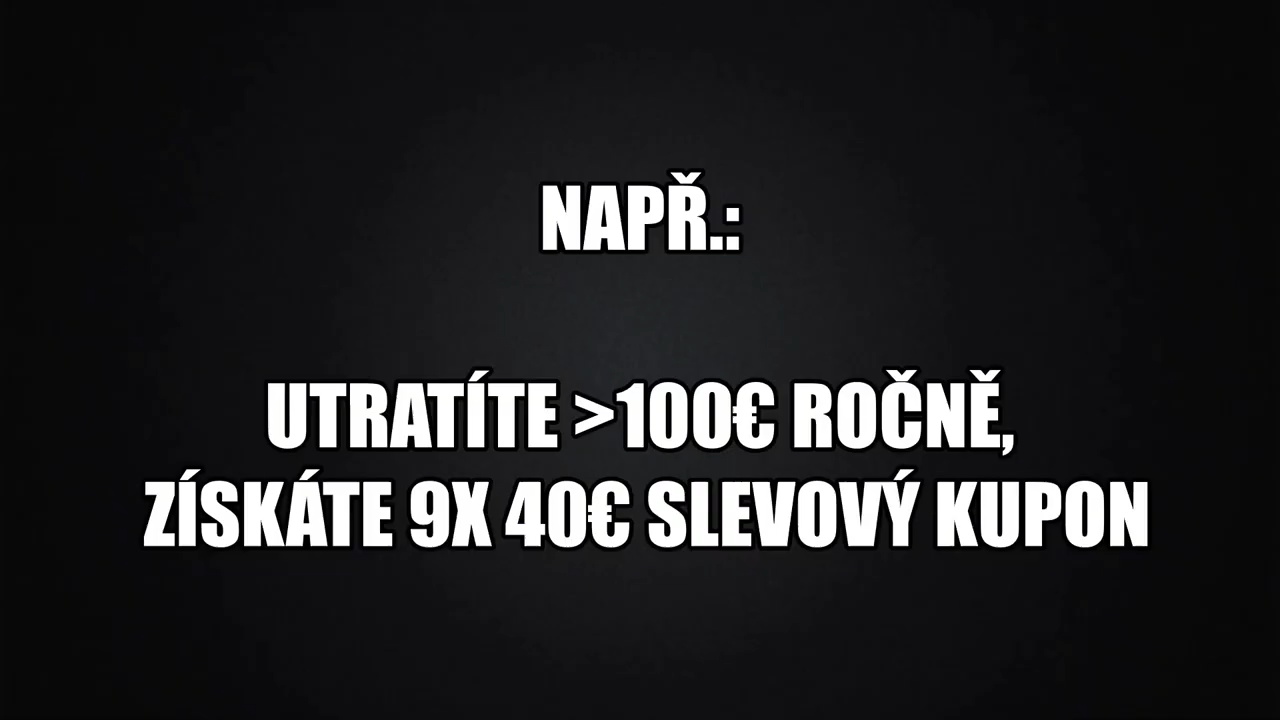 NAPŘ.:
UTRATÍTE >100€ ROČNĚ,
ZÍSKÁTE 9X 40€ SLEVOVÝ KUPON